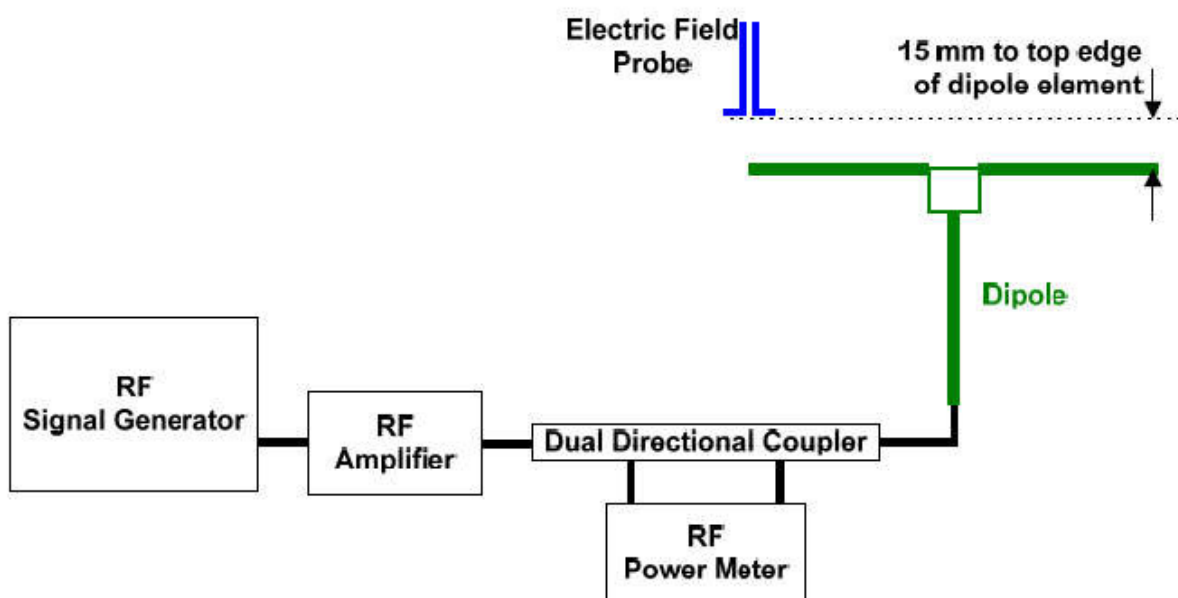 Electric Field
Probe
15 mm to top edge
of dipole element
Dipole
RF
Signal Generator
RF
Amplifier
Dual Directional Coupler
RF
Power Meter